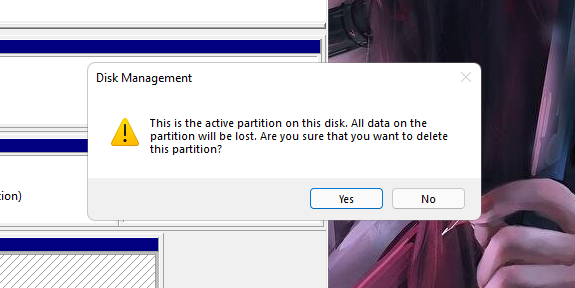 Disk Management
This is the active partition on this disk. All data on the
partition will be lost. Are you sure that you want to delete
this partition?
ion)
Yes
No